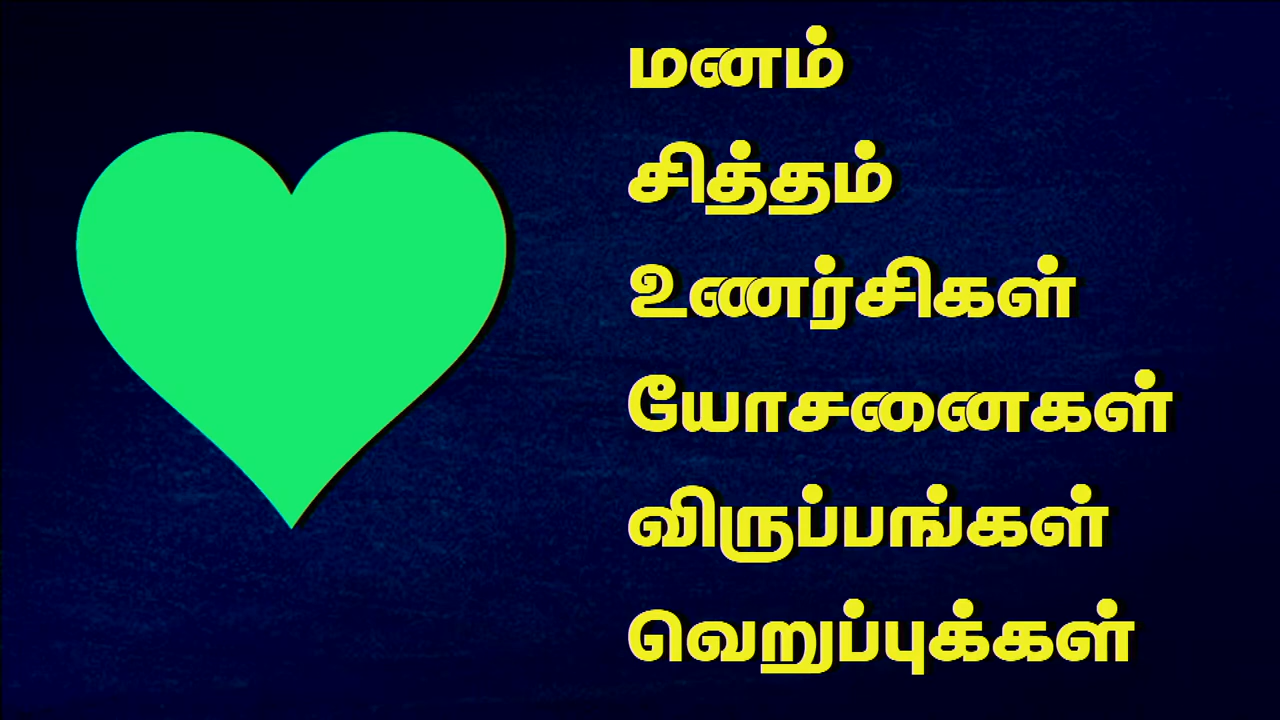 மனம்
சித்தம்
உணர்சிகள்
யோசனைகள்
விருப்பங்கள்
வெறுப்புக்கள்